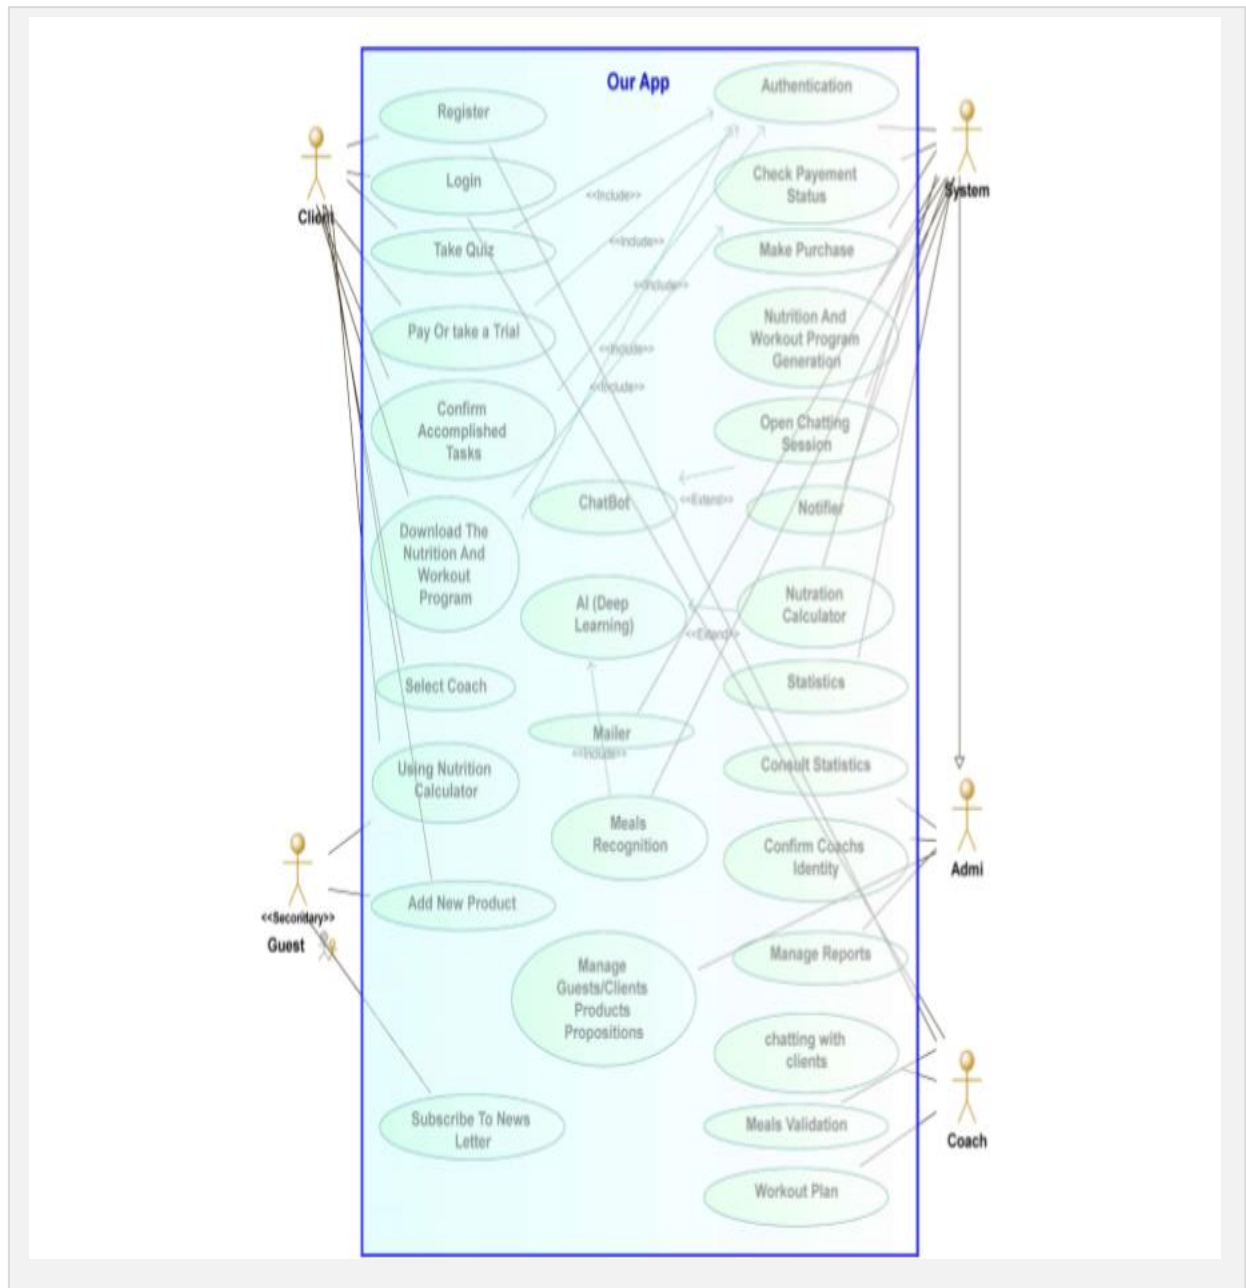 Our App
Authentication
Register
Check Payement
Status
Login
<<Include>>
System
Client
Take Quiz
<<Include>>
Make Purchase
<<Include>>
Nutrition And
Workout Program
Generation
Pay Or take a Trial
<<Include>>
<<Include>>
Confirm
Accomplished
Tasks
Open Chatting
Session
ChatBot
<<Extend>>
Notifier
Download The
Nutrition And
Workout
Program
AI (Deep
Learning)
Nutration
Calculator
<<Extend>>
Select Coach
Statistics
Mailer
<<Include>>
Using Nutrition
Calculator
Consult Statistics
Meals
Recognition
Confirm Coachs
Identity
Admi
Add New Product
<<Secondary>>
Guest
Manage Reports
Manage
Guests/Clients
Products
Propositions
chatting with
clients
Subscribe To News
Letter
Meals Validation
Coach
Workout Plan